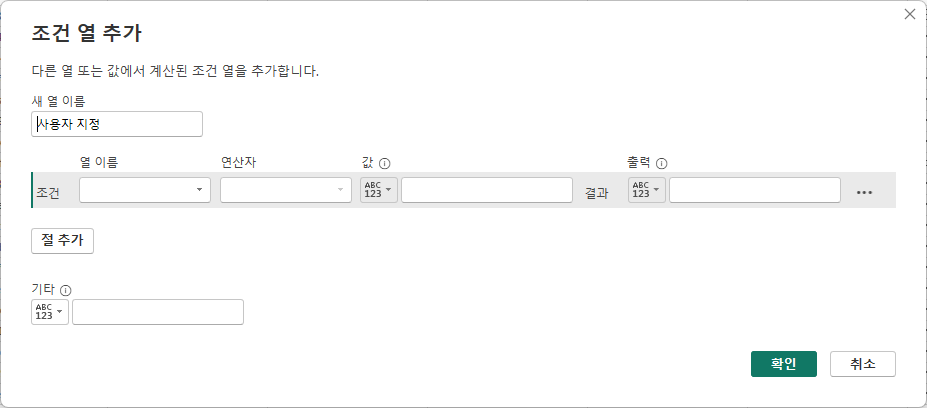 조건 열 추가
다른 열 또는 값에서 계산된 조건 열을 추가합니다.
새 열 이름
사용자 지정
열 이름 연산자 값 출력
조건 ABC 123 결과 ABC 123 •••
절 추가
기타
ABC 123
확인 취소